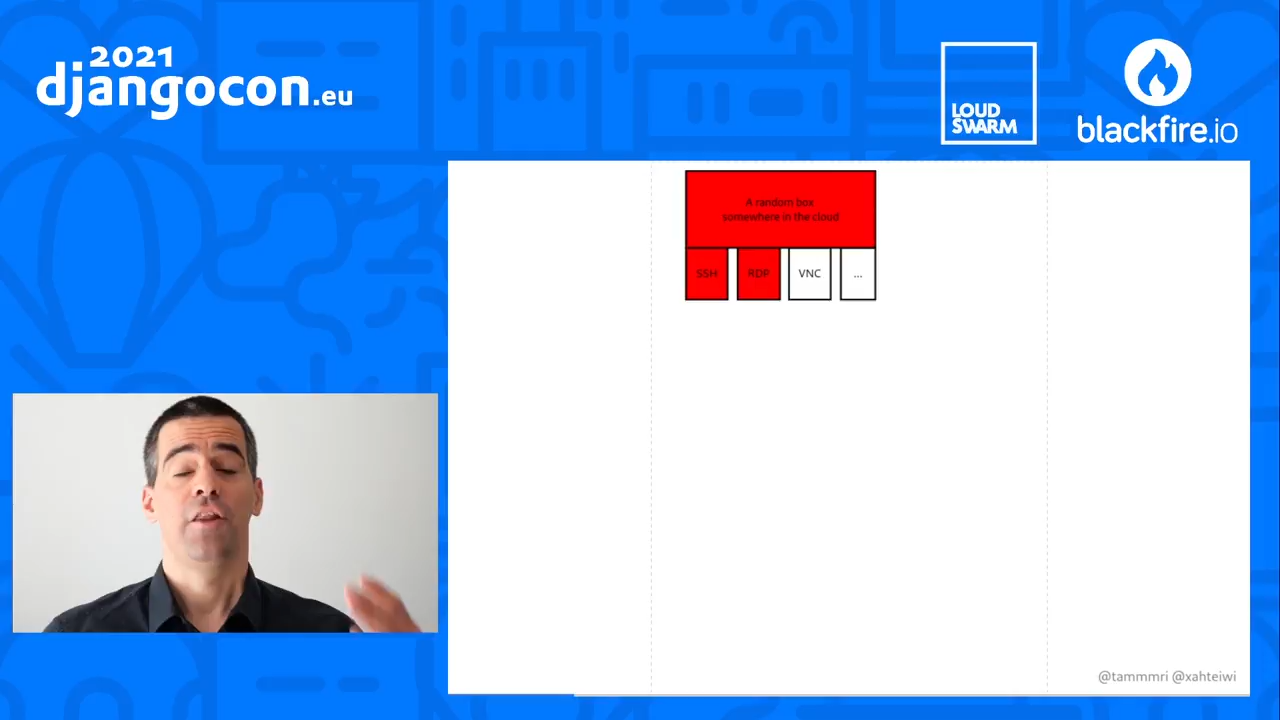 2021
djangocon.eu
LOUD
SWARM
blackfire.io
A random box
somewhere in the cloud
SSH
RDP
VNC
...
@tammmri @xahteiwi